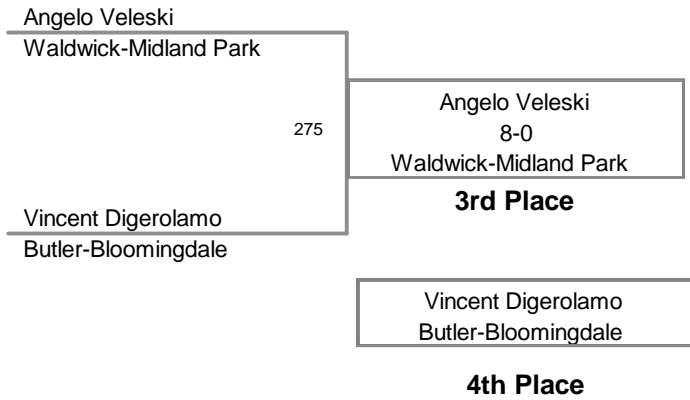 Angelo Veleski
Waldwick-Midland Park
275
Angelo Veleski
8-0
Waldwick-Midland Park
3rd Place
Vincent Digerolamo
Butler-Bloomingdale
Vincent Digerolamo
Butler-Bloomingdale
4th Place